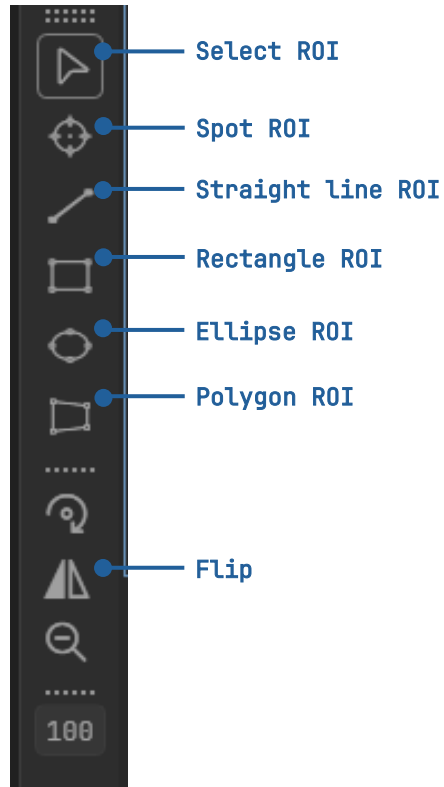 Select ROI
Spot ROI
Straight line ROI
Rectangle ROI
Ellipse ROI
Polygon ROI
Flip
100